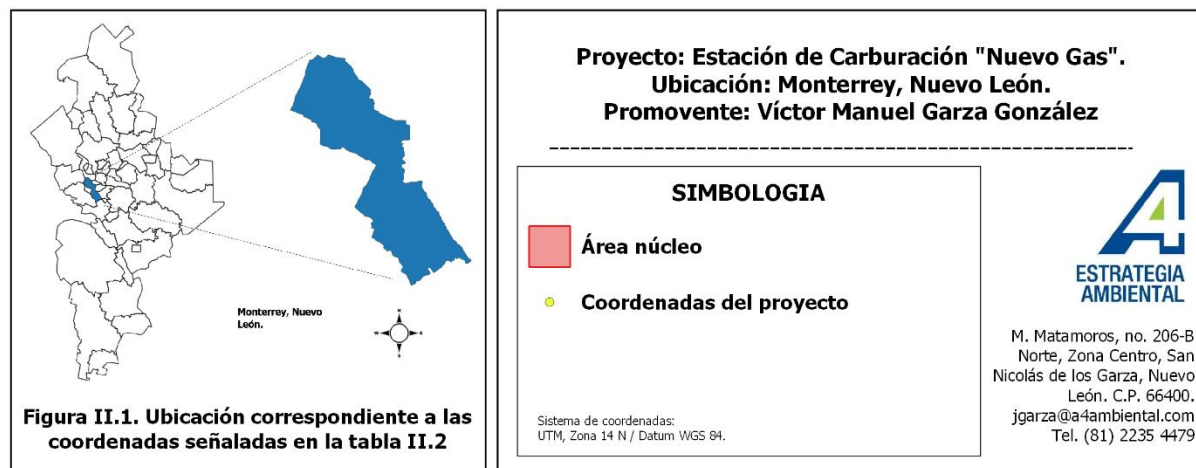 Monterrey, Nuevo
León.
N
W
E
S
Figura II.1. Ubicación correspondiente a las
coordenadas señaladas en la tabla II.2
Proyecto: Estación de Carburación "Nuevo Gas".
Ubicación: Monterrey, Nuevo León.
Promovente: Víctor Manuel Garza González
SIMBOLOGIA
Área núcleo
Coordenadas del proyecto
Sistema de coordenadas:
UTM, Zona 14 N / Datum WGS 84.
A
ESTRATEGIA
AMBIENTAL
M. Matamoros, no. 206-B
Norte, Zona Centro, San
Nicolás de los Garza, Nuevo
León. C.P. 66400.
jgarza@a4ambiental.com
Tel. (81) 2235 4479